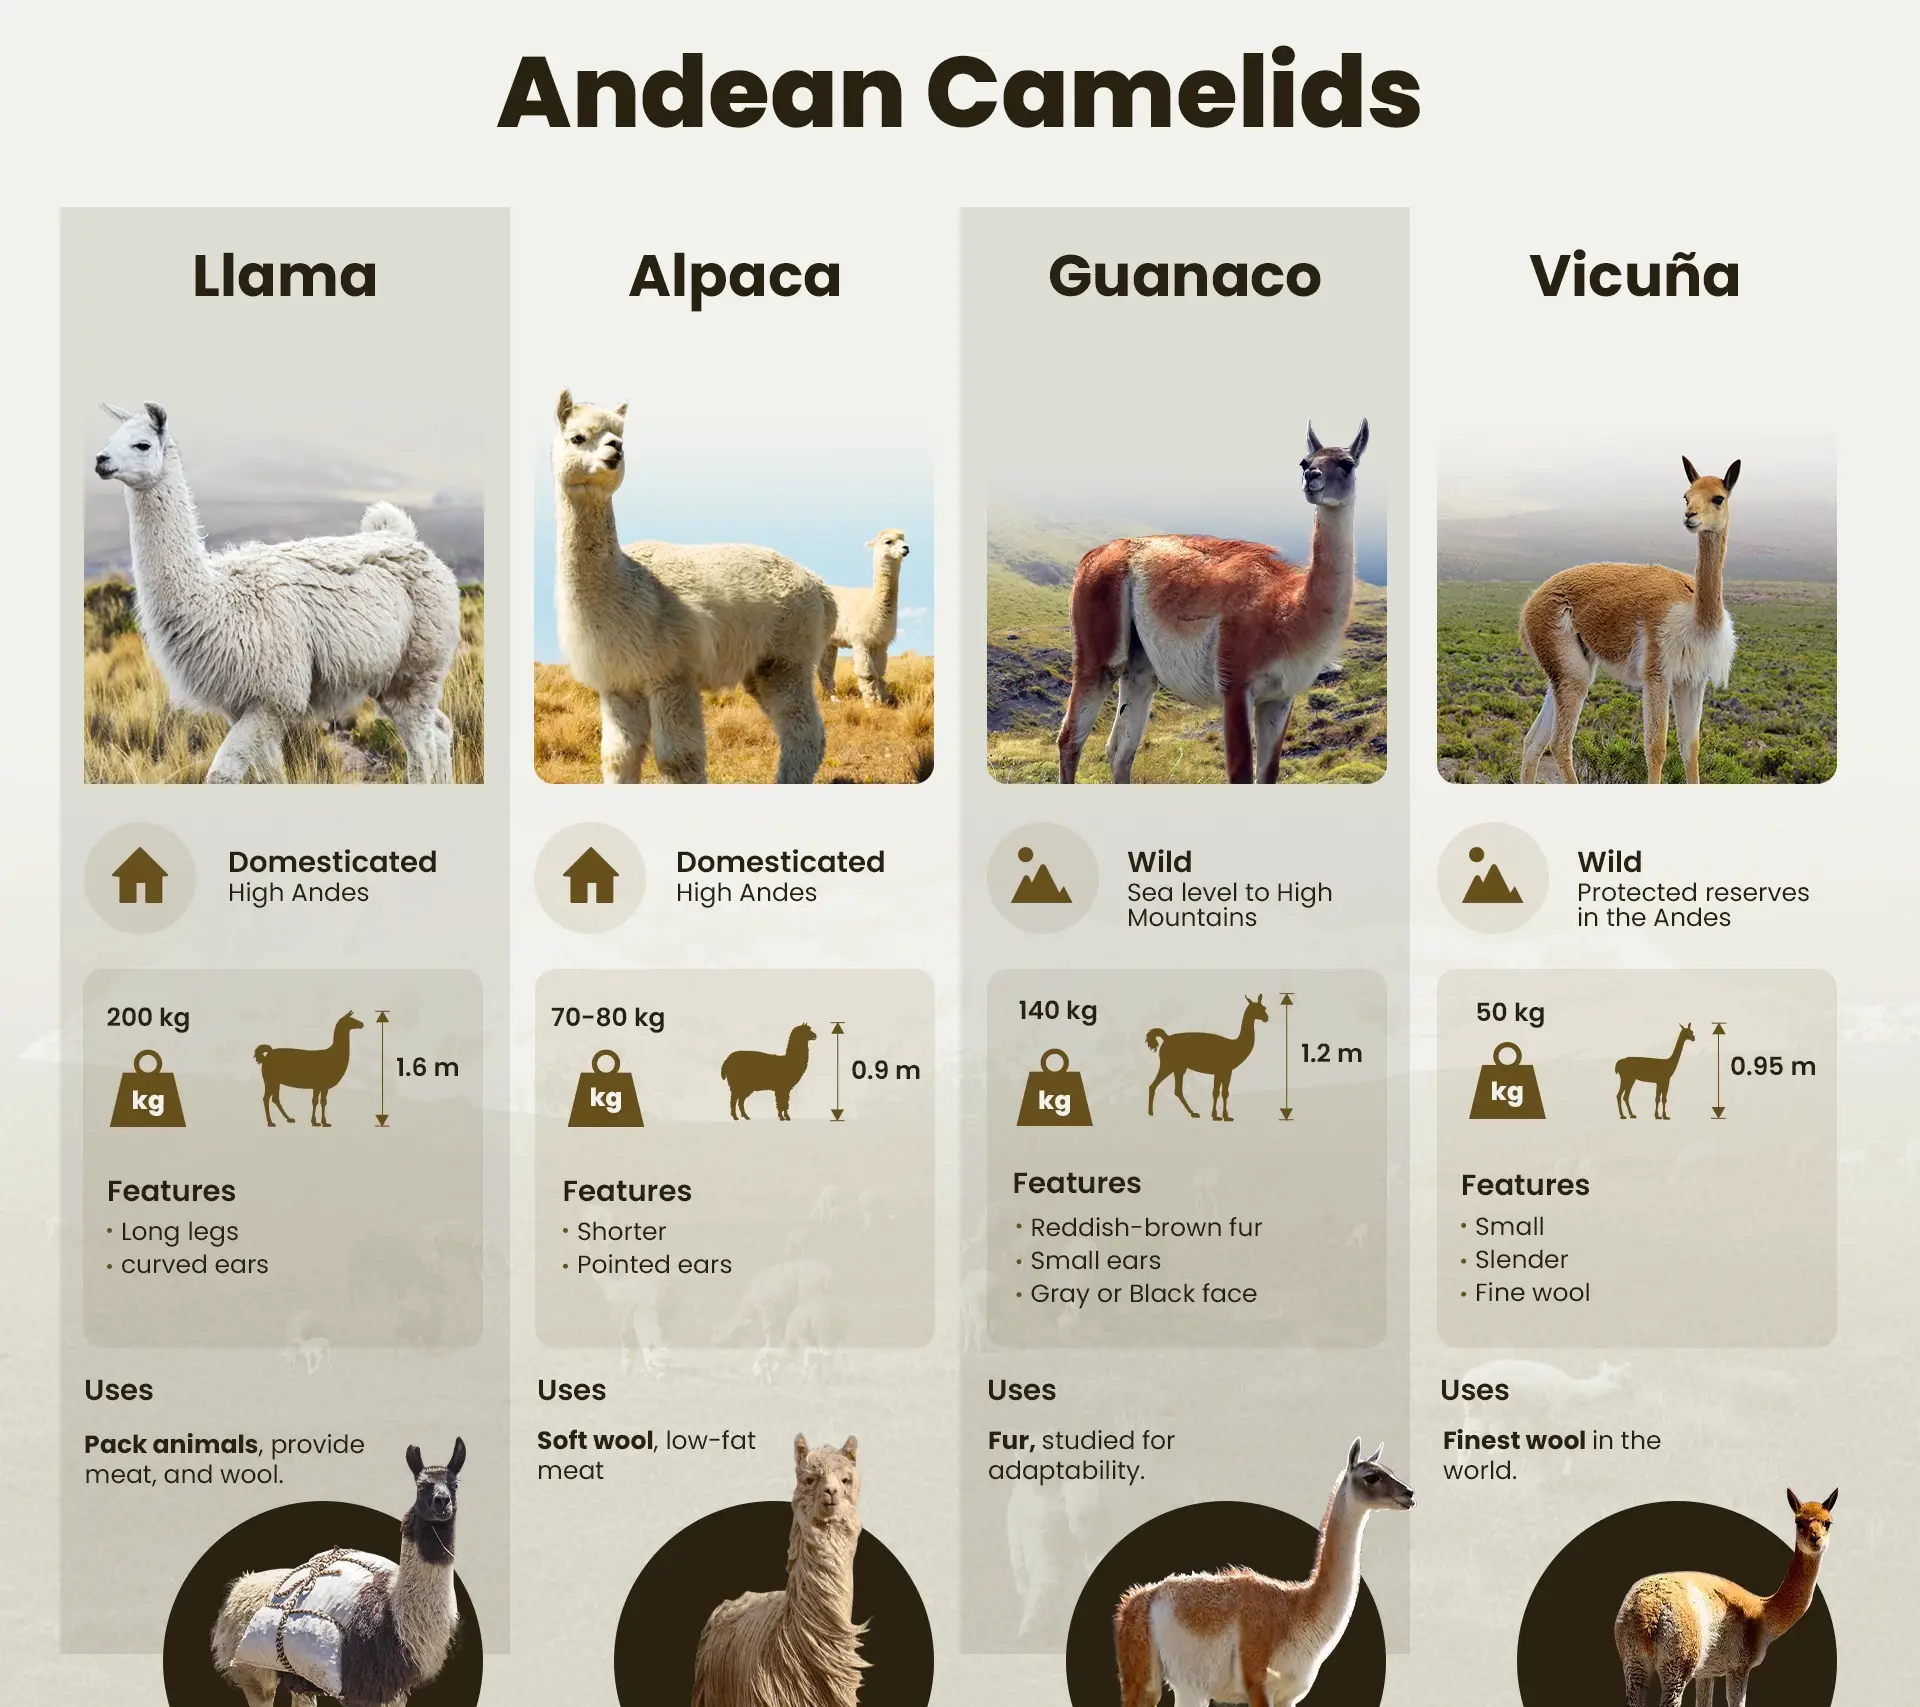 Andean Camelids
Llama
Domesticated
High Andes
200 kg
kg
1.6 m
Features
• Long legs
• curved ears
Uses
Pack animals, provide
meat, and wool.
Alpaca
Domesticated
High Andes
70-80 kg
kg
0.9 m
Features
• Shorter
• Pointed ears
Uses
Soft wool, low-fat
meat
Guanaco
Wild
Sea level to High
Mountains
140 kg
kg
1.2 m
Features
• Reddish-brown fur
• Small ears
• Gray or Black face
Uses
Fur, studied for
adaptability.
Vicuña
Wild
Protected reserves
in the Andes
50 kg
kg
0.95 m
Features
• Small
• Slender
• Fine wool
Uses
Finest wool in the
world.